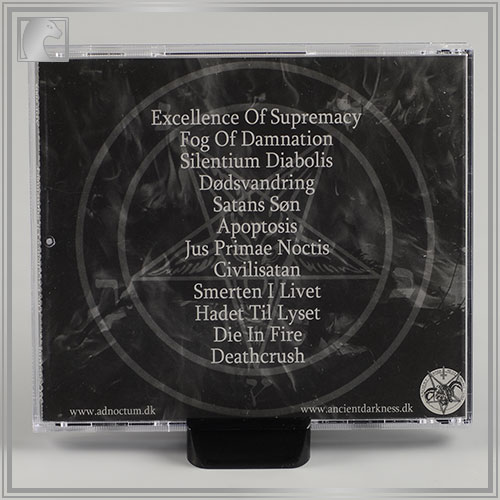 Excellence Of Supremacy
Fog Of Damnation
Silentium Diabolis
Dødsvandring
Satans Søn
Apoptosis
Jus Primae Noctis
Civilisatan
Smerten I Livet
Hadet Til Lyset
Die In Fire
Deathcrush
www.adnoctum.dk
www.ancientdarkness.dk